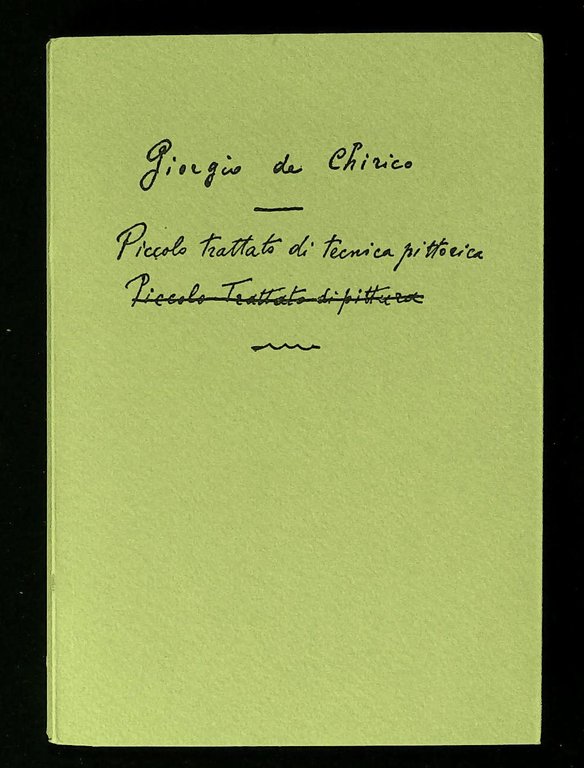 Giorgio de Chirico
Piccolo trattato di tecnica pittorica
Piccolo Trattato di pittura